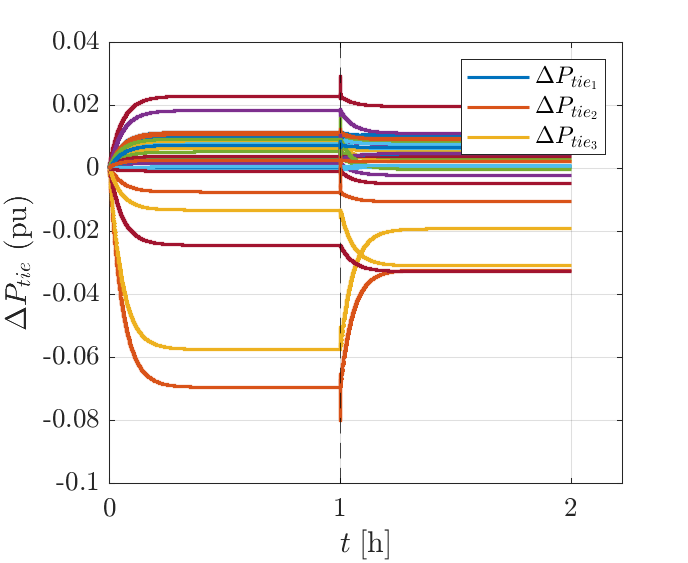 0.04
0.02
0
-0.02
-0.04
-0.06
-0.08
-0.1
0
1
2
t [h]
ΔP_tie (pu)
ΔP_tie₁
ΔP_tie₂
ΔP_tie₃